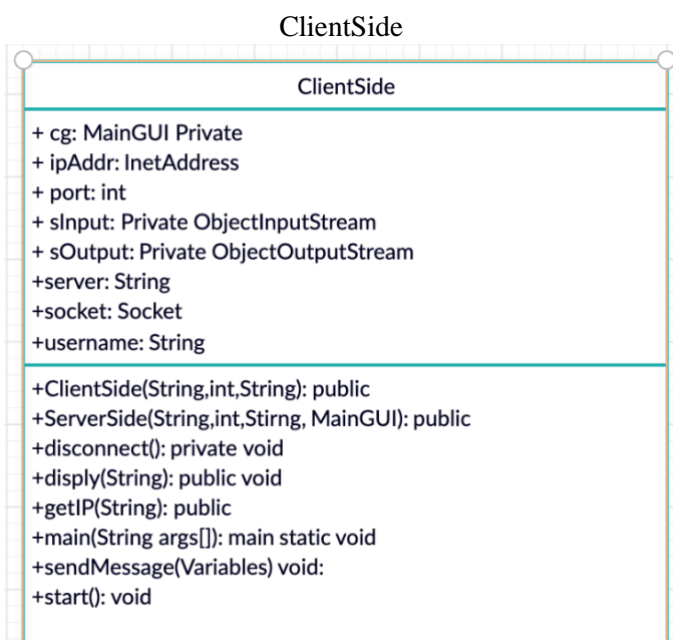 ClientSide
ClientSide
+ cg: MainGUI Private
+ ipAddr: InetAddress
+ port: int
+ sInput: Private ObjectInputStream
+ sOutput: Private ObjectOutputStream
+server: String
+socket: Socket
+username: String
+ClientSide(String,int,String): public
+ServerSide(String,int,Stirng, MainGUI): public
+disconnect(): private void
+disply(String): public void
+getIP(String): public
+main(String args[]): main static void
+sendMessage(Variables) void:
+start(): void